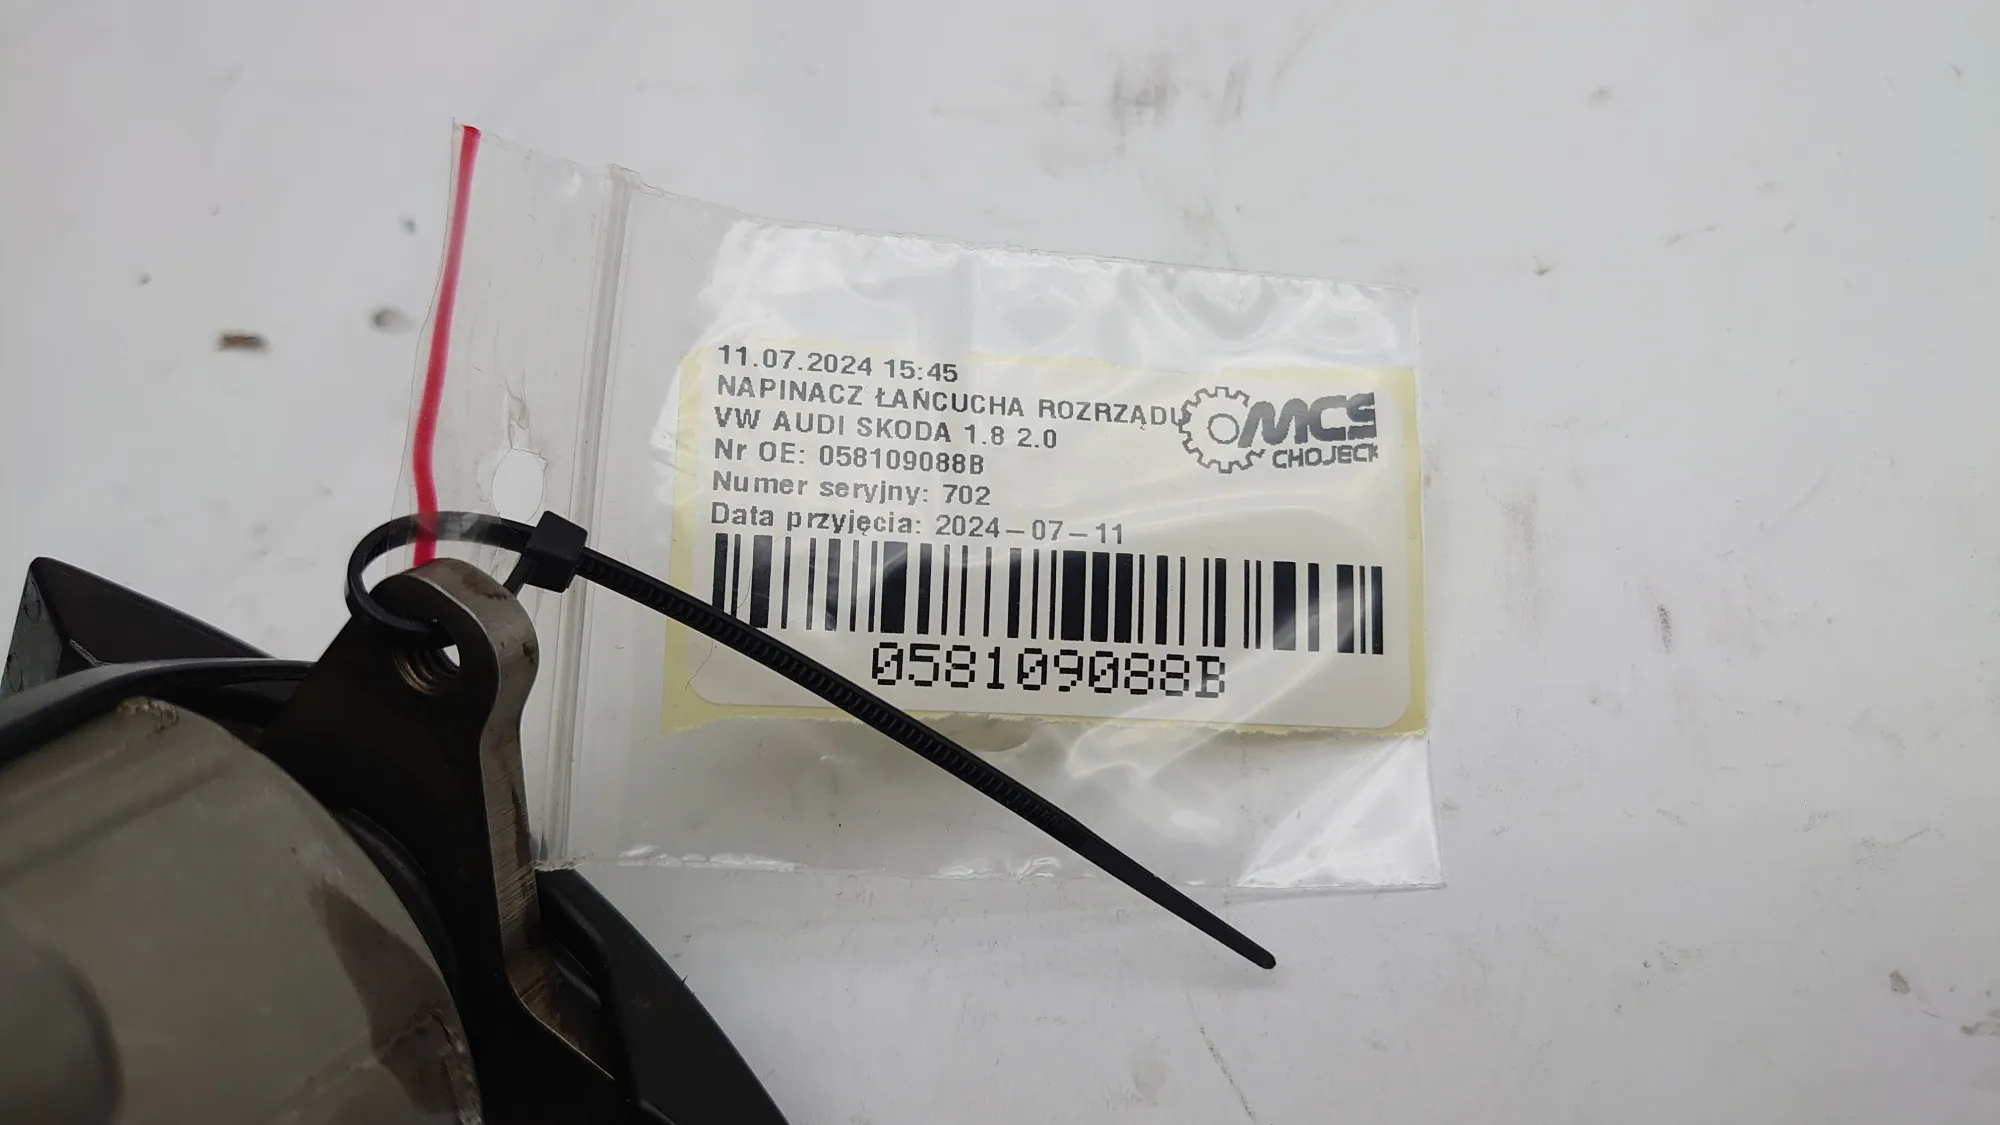 11.07.2024 15:45
NAPINACZ ŁAŃCUCHA ROZRZĄDU
VW AUDI SKODA 1.8 2.0
Nr OE: 058109088B
Numer seryjny: 702
Data przyjęcia: 2024-07-11
MCS
CHOJECK
058109088B